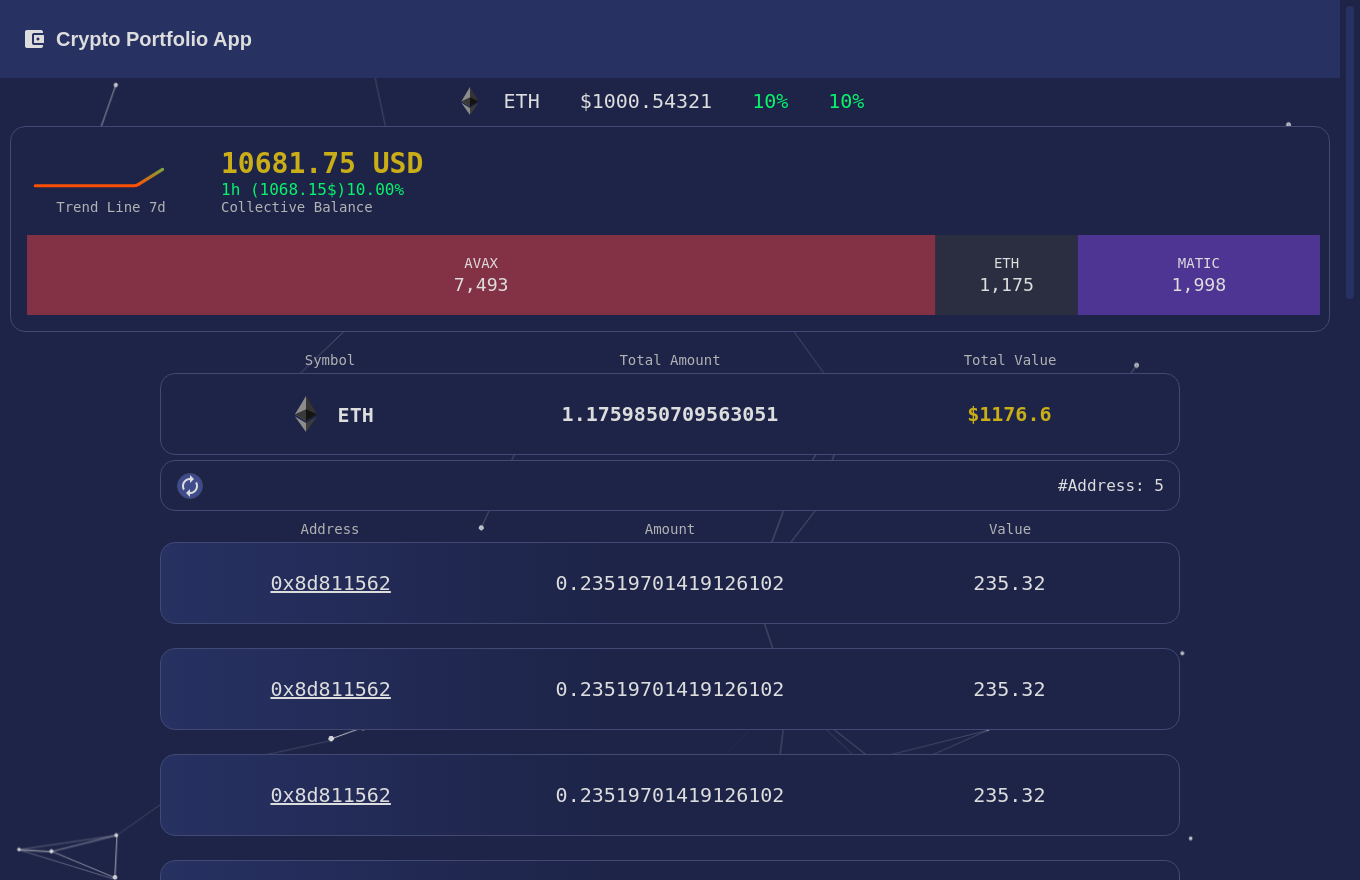 Crypto Portfolio App
ETH $1000.54321 10% 10%
10681.75 USD
1h (1068.15$)10.00%
Trend Line 7d
Collective Balance
AVAX
7,493
ETH
1,175
MATIC
1,998
Symbol Total Amount Total Value
ETH 1.1759850709563051 $1176.6
#Address: 5
Address Amount Value
0x8d811562 0.23519701419126102 235.32
0x8d811562 0.23519701419126102 235.32
0x8d811562 0.23519701419126102 235.32